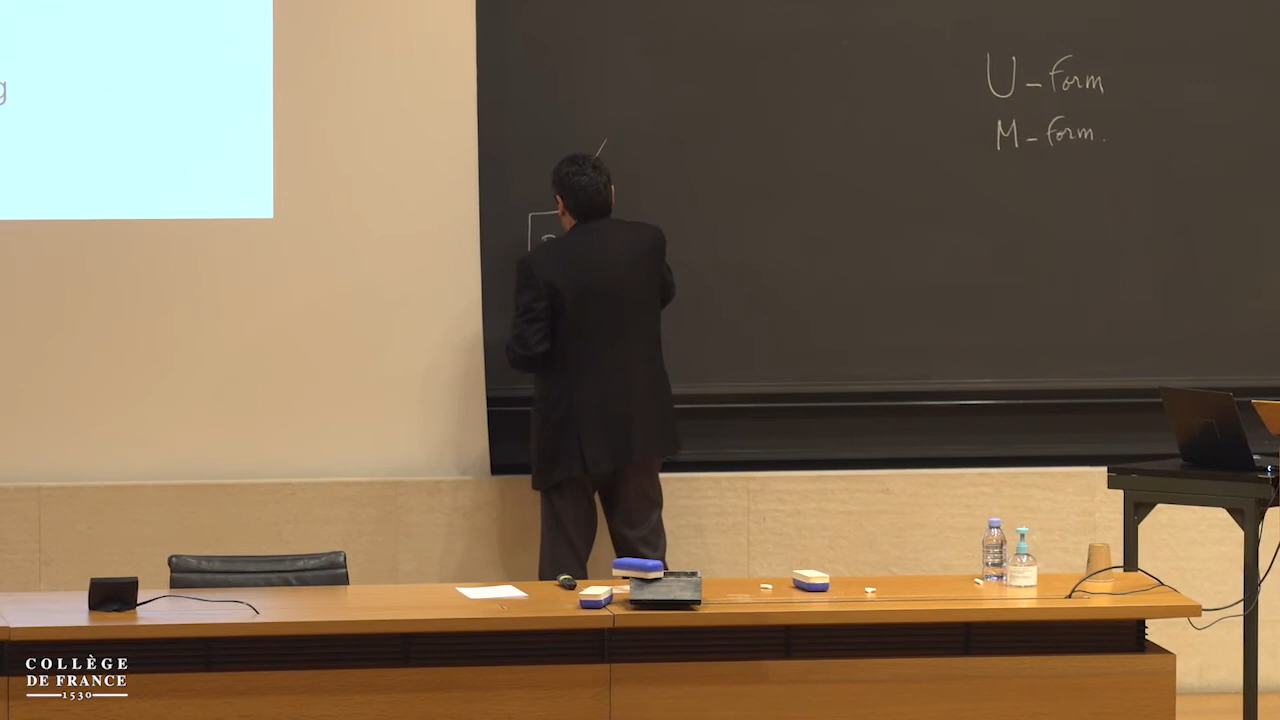 g
U - Form
M - Form.
COLLÈGE
DE FRANCE
1530